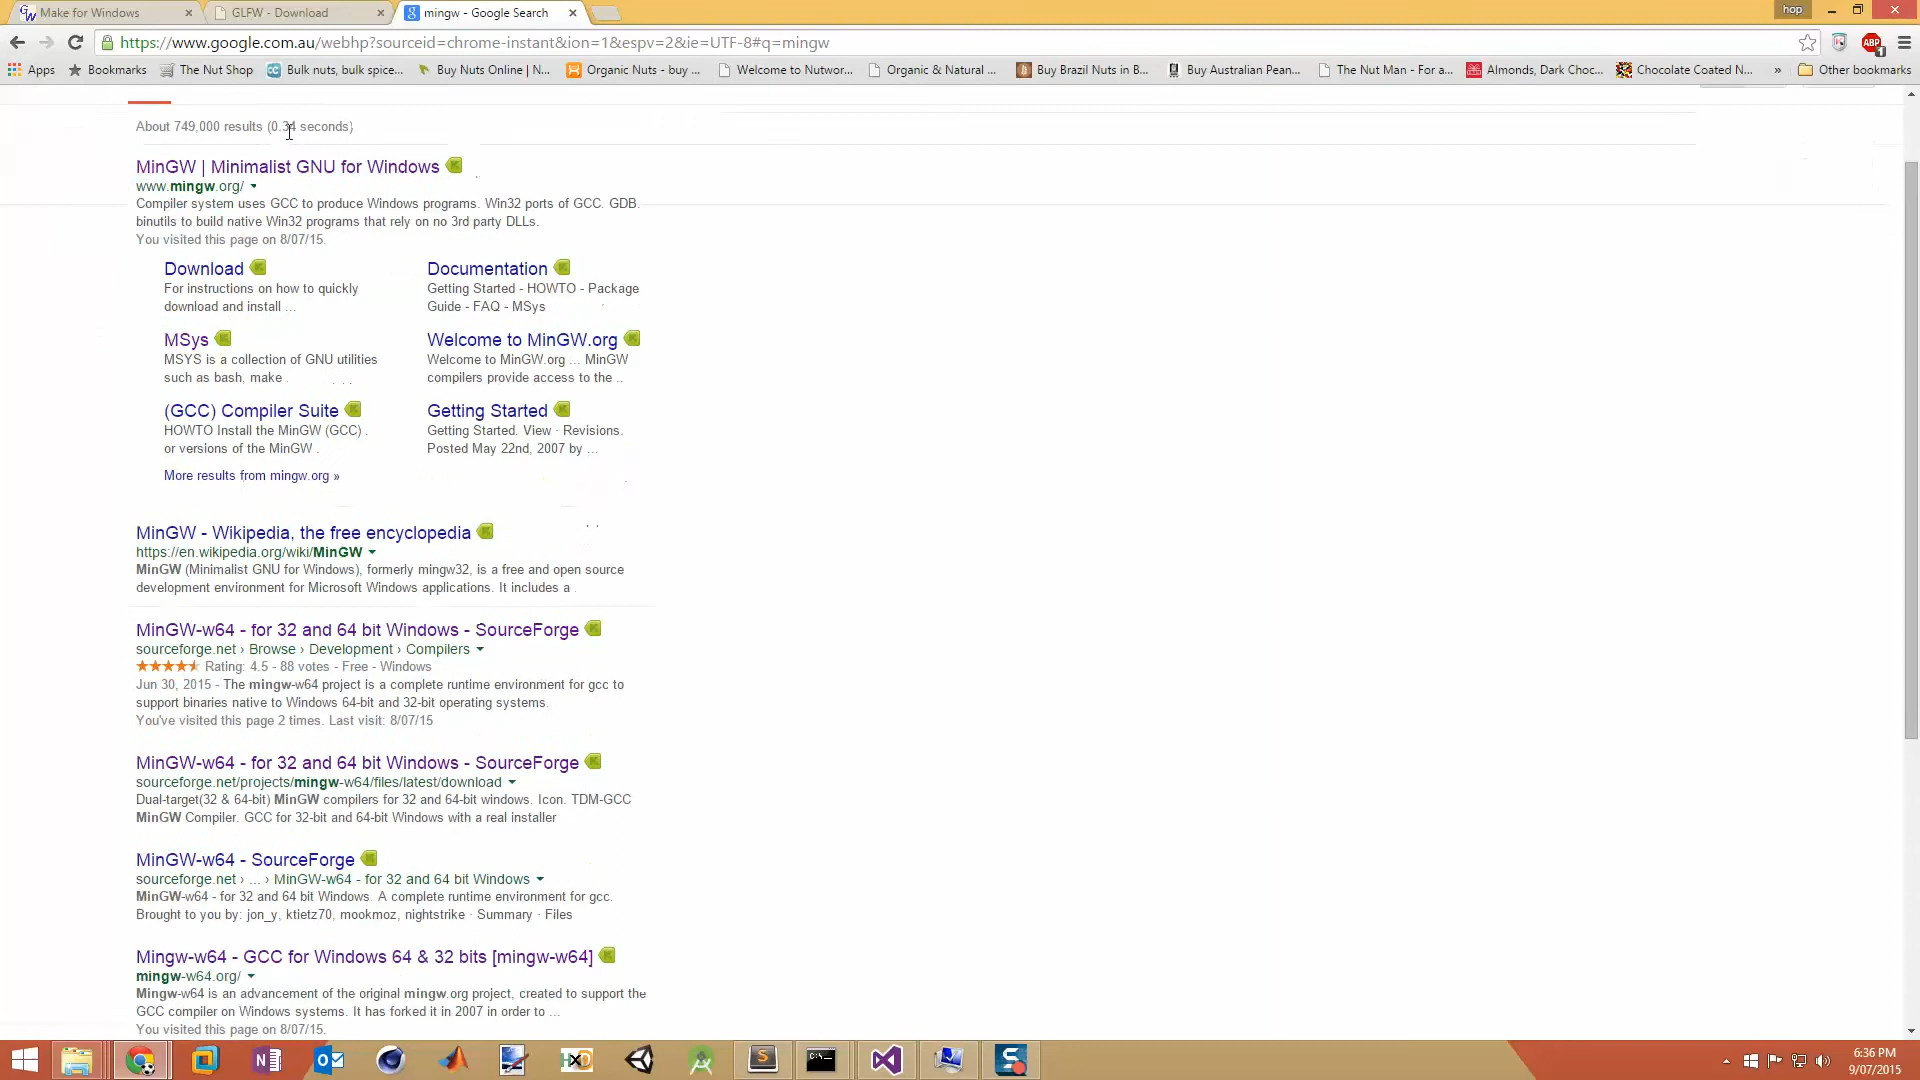 Make for Windows
GLFW - Download
mingw - Google Search
hop
https://www.google.com.au/webhp?sourceid=chrome-instant&ion=1&espv=2&ie=UTF-8#q=mingw
Apps
Bookmarks
The Nut Shop
Bulk nuts, bulk spice...
Buy Nuts Online | N...
Organic Nuts - buy ...
Welcome to Nutwor...
Organic & Natural ...
Buy Brazil Nuts in B...
Buy Australian Pean...
The Nut Man - For a...
Almonds, Dark Choc...
Chocolate Coated N...
»
Other bookmarks
About 749,000 results (0.34 seconds)
MinGW | Minimalist GNU for Windows
www.mingw.org/
Compiler system uses GCC to produce Windows programs. Win32 ports of GCC. GDB.
binutils to build native Win32 programs that rely on no 3rd party DLLs.
You visited this page on 8/07/15.
Download
For instructions on how to quickly
download and install ...
Documentation
Getting Started - HOWTO - Package
Guide - FAQ - MSys
MSys
MSYS is a collection of GNU utilities
such as bash, make .
Welcome to MinGW.org
Welcome to MinGW.org ... MinGW
compilers provide access to the ..
(GCC) Compiler Suite
HOWTO Install the MinGW (GCC) .
or versions of the MinGW .
Getting Started
Getting Started. View · Revisions.
Posted May 22nd, 2007 by ...
More results from mingw.org »
MinGW - Wikipedia, the free encyclopedia
https://en.wikipedia.org/wiki/MinGW
MinGW (Minimalist GNU for Windows), formerly mingw32, is a free and open source
development environment for Microsoft Windows applications. It includes a .
MinGW-w64 - for 32 and 64 bit Windows - SourceForge
sourceforge.net › Browse › Development › Compilers
Rating: 4.5 - 88 votes - Free - Windows
Jun 30, 2015 - The mingw-w64 project is a complete runtime environment for gcc to
support binaries native to Windows 64-bit and 32-bit operating systems.
You've visited this page 2 times. Last visit: 8/07/15
MinGW-w64 - for 32 and 64 bit Windows - SourceForge
sourceforge.net/projects/mingw-w64/files/latest/download
Dual-target(32 & 64-bit) MinGW compilers for 32 and 64-bit windows. Icon. TDM-GCC
MinGW Compiler. GCC for 32-bit and 64-bit Windows with a real installer
MinGW-w64 - SourceForge
sourceforge.net › ... › MinGW-w64 - for 32 and 64 bit Windows
MinGW-w64 - for 32 and 64 bit Windows. A complete runtime environment for gcc.
Brought to you by: jon_y, ktietz70, mookmoz, nightstrike · Summary · Files
Mingw-w64 - GCC for Windows 64 & 32 bits [mingw-w64]
mingw-w64.org/
Mingw-w64 is an advancement of the original mingw.org project, created to support the
GCC compiler on Windows systems. It has forked it in 2007 in order to ...
You visited this page on 8/07/15.
6:36 PM
9/07/2015